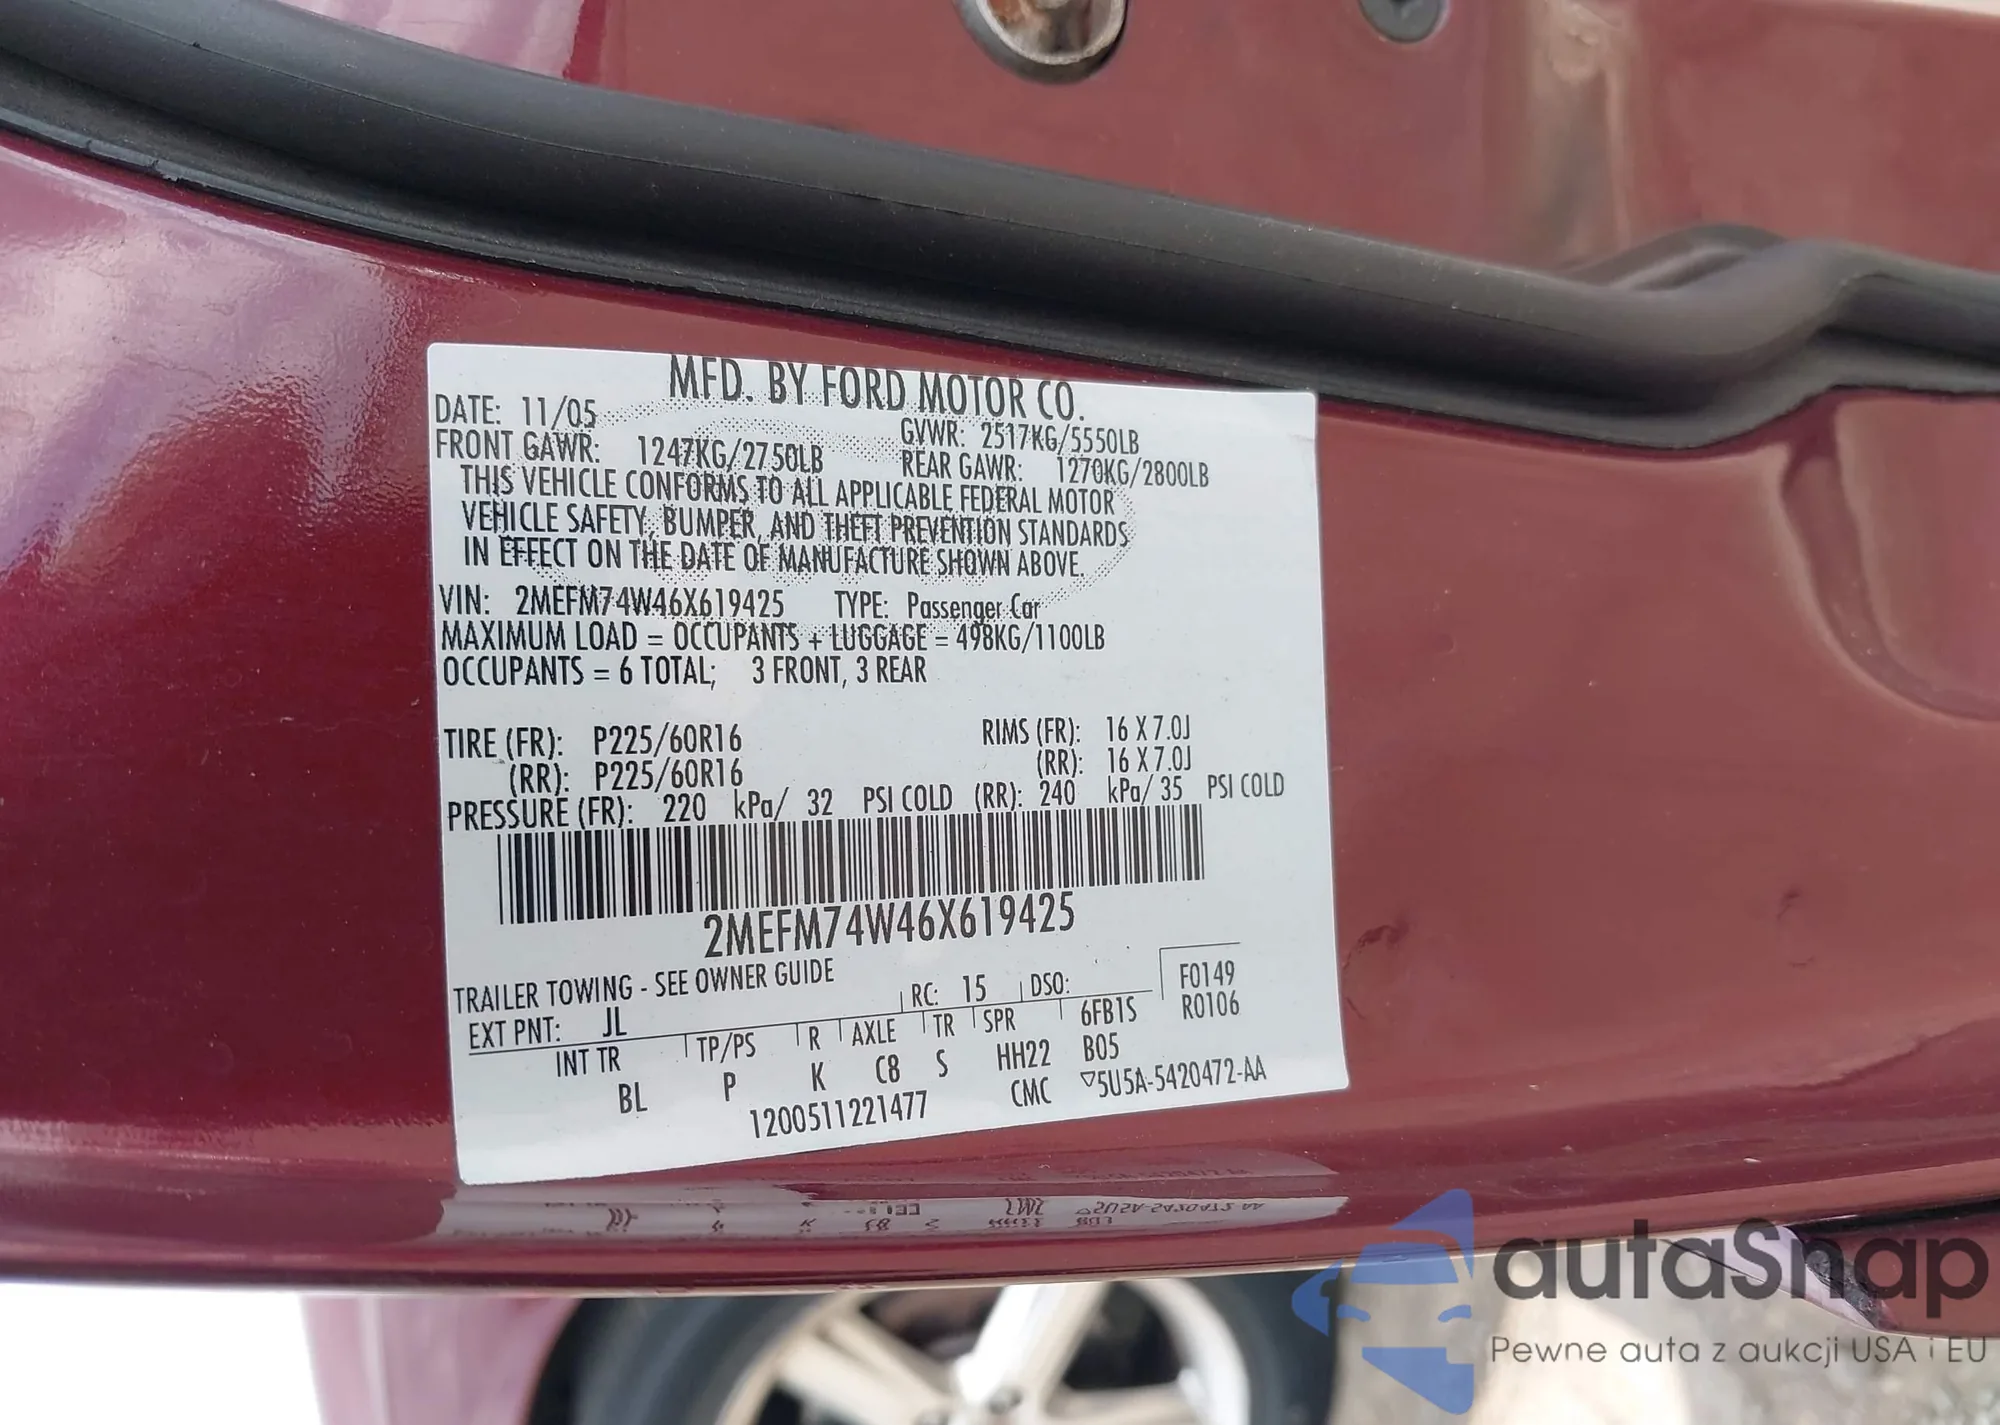 MFD. BY FORD MOTOR CO.
DATE: 11/05
GVWR: 2517KG/5550LB
FRONT GAWR: 1247KG/2750LB
REAR GAWR: 1270KG/2800LB
THIS VEHICLE CONFORMS TO ALL APPLICABLE FEDERAL MOTOR
VEHICLE SAFETY, BUMPER, AND THEFT PREVENTION STANDARDS
IN EFFECT ON THE DATE OF MANUFACTURE SHOWN ABOVE.
VIN: 2MEFM74W46X619425 TYPE: Passenger Car
MAXIMUM LOAD = OCCUPANTS + LUGGAGE = 498KG/1100LB
OCCUPANTS = 6 TOTAL; 3 FRONT, 3 REAR
TIRE (FR): P225/60R16 RIMS (FR): 16 X 7.0J
(RR): P225/60R16 (RR): 16 X 7.0J
PRESSURE (FR): 220 kPa/ 32 PSI COLD (RR): 240 kPa/ 35 PSI COLD
2MEFM74W46X619425
TRAILER TOWING - SEE OWNER GUIDE
RC: 15 DSO: F0149
EXT PNT: JL 6FB1S R0106
INT TR TP/PS R AXLE TR SPR B05
BL P K C8 S HH22
1200511221477 CMC ▽5U5A-5420472-AA
autaSnap
Pewne auta z aukcji USA i EU